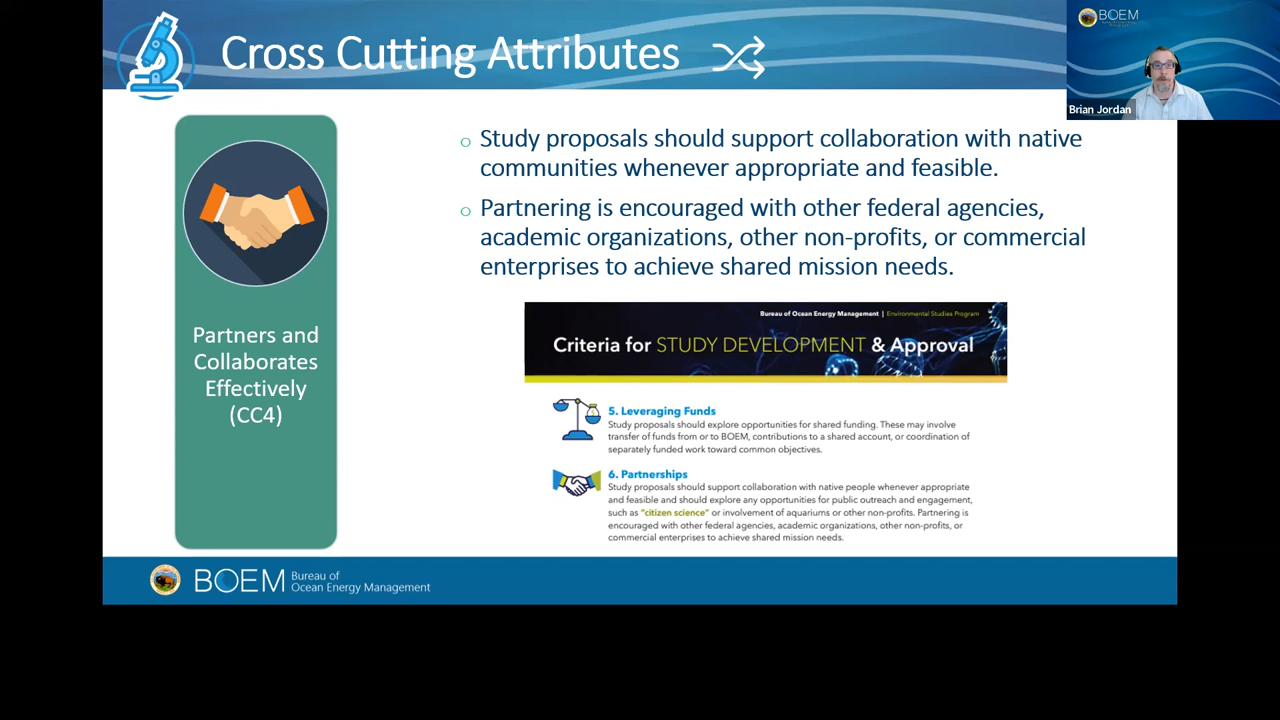 Cross Cutting Attributes
BOEM
Brian Jordan
Partners and
Collaborates
Effectively
(CC4)
o Study proposals should support collaboration with native
communities whenever appropriate and feasible.
o Partnering is encouraged with other federal agencies,
academic organizations, other non-profits, or commercial
enterprises to achieve shared mission needs.
Bureau of Ocean Energy Management | Environmental Studies Program
Criteria for STUDY DEVELOPMENT & Approval
5. Leveraging Funds
Study proposals should explore opportunities for shared funding. These may involve
transfer of funds from or to BOEM, contributions to a shared account, or coordination of
separately funded work toward common objectives.
6. Partnerships
Study proposals should support collaboration with native people whenever appropriate
and feasible and should explore any opportunities for public outreach and engagement,
such as "citizen science" or involvement of aquariums or other non-profits. Partnering is
encouraged with other federal agencies, academic organizations, other non-profits, or
commercial enterprises to achieve shared mission needs.
BOEM Bureau of
Ocean Energy Management